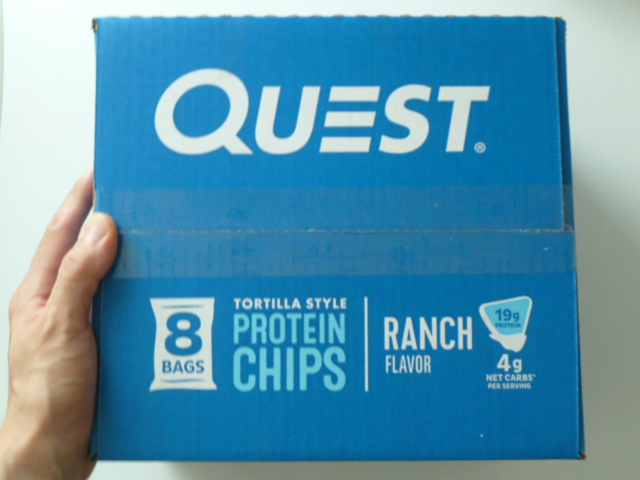 QUEST®
8
BAGS
TORTILLA STYLE
PROTEIN
CHIPS
RANCH
FLAVOR
19g
PROTEIN
4g
NET CARBS*
PER SERVING